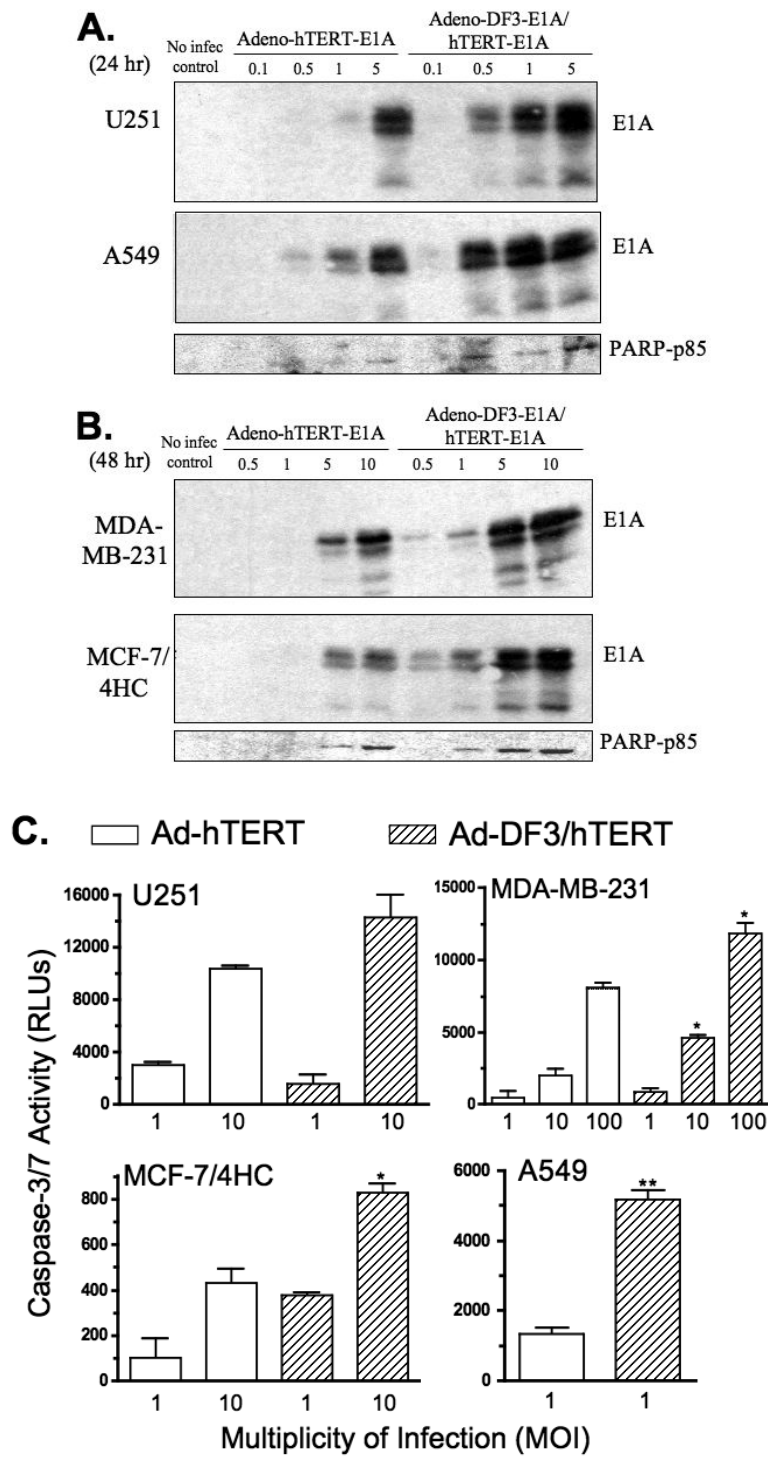 A.
(24 hr)
No infec
control
Adeno-hTERT-E1A
Adeno-DF3-E1A/
hTERT-E1A
0.1 0.5 1 5 0.1 0.5 1 5
U251 E1A
A549 E1A
PARP-p85
B.
(48 hr)
No infec
control
Adeno-hTERT-E1A
Adeno-DF3-E1A/
hTERT-E1A
0.5 1 5 10 0.5 1 5 10
MDA-
MB-231
E1A
MCF-7/
4HC
E1A
PARP-p85
C. Ad-hTERT Ad-DF3/hTERT
Caspase-3/7 Activity (RLUs)
U251
16000
12000
8000
4000
0
1 10 1 10
MDA-MB-231
15000
10000
5000
0
* *
1 10 100 1 10 100
MCF-7/4HC
800
600
400
200
0
*
1 10 1 10
A549
6000
4000
2000
0
**
1 1
Multiplicity of Infection (MOI)